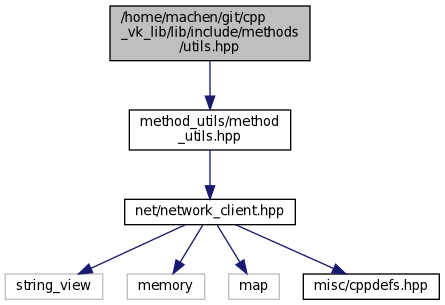 /home/machen/git/cpp
_vk_lib/lib/include/methods
/utils.hpp
method_utils/method
_utils.hpp
net/network_client.hpp
string_view
memory
map
misc/cppdefs.hpp